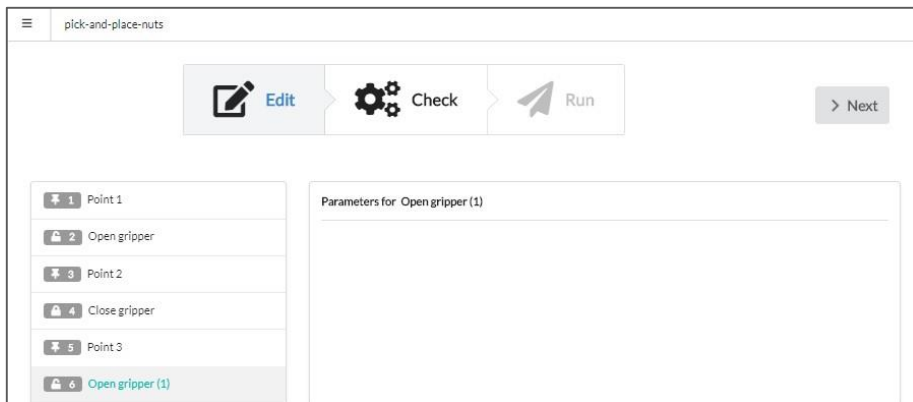 pick-and-place-nuts
Edit
Check
Run
> Next
1 Point 1
2 Open gripper
3 Point 2
4 Close gripper
5 Point 3
6 Open gripper (1)
Parameters for Open gripper (1)